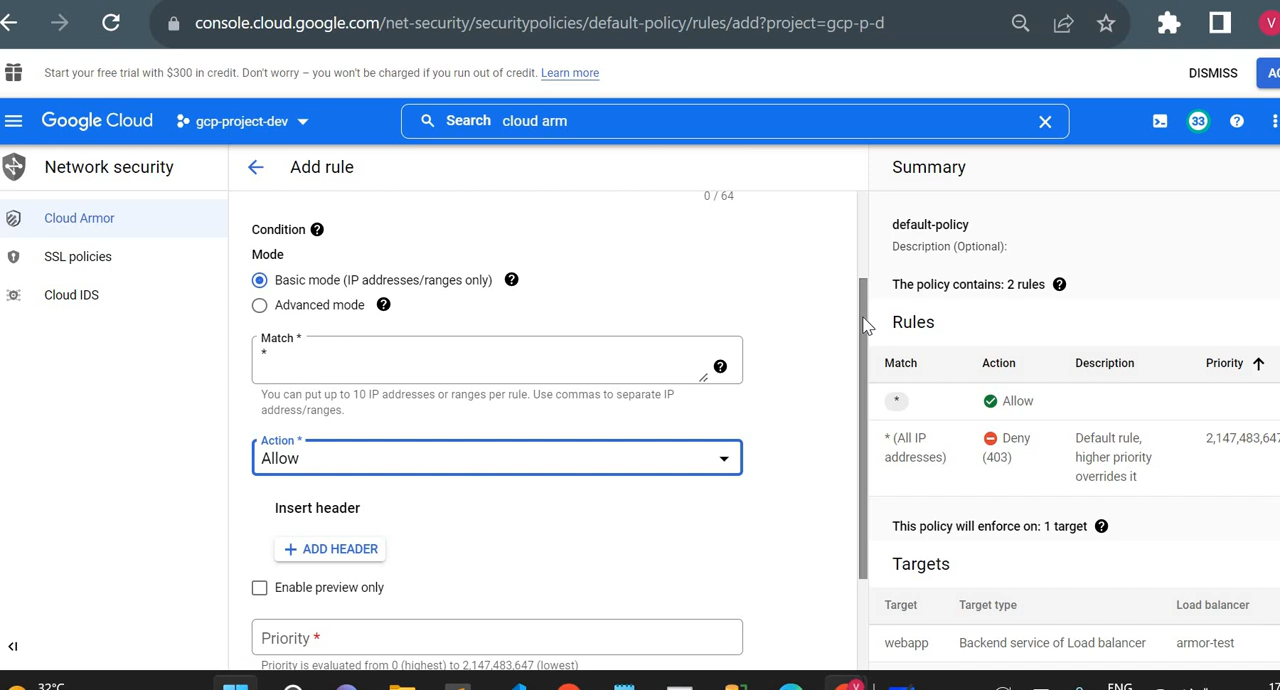 console.cloud.google.com/net-security/securitypolicies/default-policy/rules/add?project=gcp-p-d
V
Start your free trial with $300 in credit. Don't worry – you won't be charged if you run out of credit. Learn more
DISMISS
Google Cloud
gcp-project-dev
Search cloud arm
33
Network security
Add rule
Summary
Cloud Armor
SSL policies
Cloud IDS
0 / 64
Condition
Mode
Basic mode (IP addresses/ranges only)
Advanced mode
Match *
*
You can put up to 10 IP addresses or ranges per rule. Use commas to separate IP
address/ranges.
Action *
Allow
Insert header
+ ADD HEADER
Enable preview only
Priority *
Priority is evaluated from 0 (highest) to 2,147,483,647 (lowest)
default-policy
Description (Optional):
The policy contains: 2 rules
Rules
Match Action Description Priority
* Allow
* (All IP
addresses)
Deny
(403)
Default rule,
higher priority
overrides it
2,147,483,647
This policy will enforce on: 1 target
Targets
Target Target type Load balancer
webapp Backend service of Load balancer armor-test
32°C
ENG